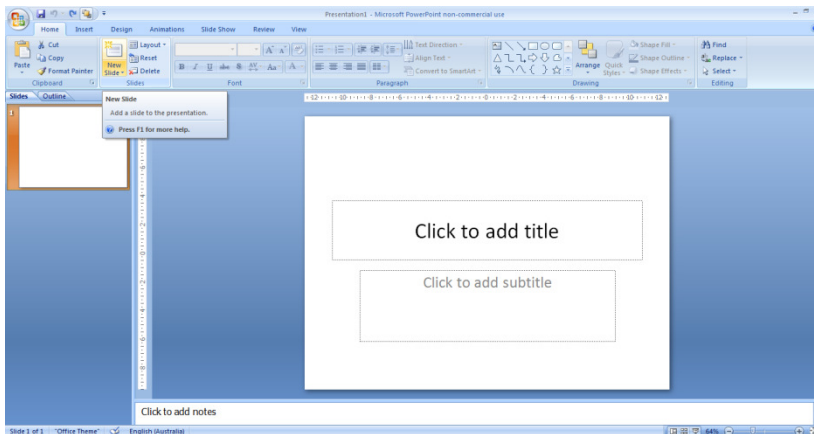 Presentation1 - Microsoft PowerPoint non-commercial use
Home Insert Design Animations Slide Show Review View
Paste
Cut
Copy
Format Painter
Clipboard
New Slide
Layout
Reset
Delete
Slides
B I U abc S AV Aa A
Font
Text Direction
Align Text
Convert to SmartArt
Paragraph
Arrange
Quick Styles
Shape Fill
Shape Outline
Shape Effects
Drawing
Find
Replace
Select
Editing
Slides Outline
New Slide
Add a slide to the presentation.
Press F1 for more help.
1
Click to add title
Click to add subtitle
Click to add notes
Slide 1 of 1 "Office Theme" English (Australia) 64%